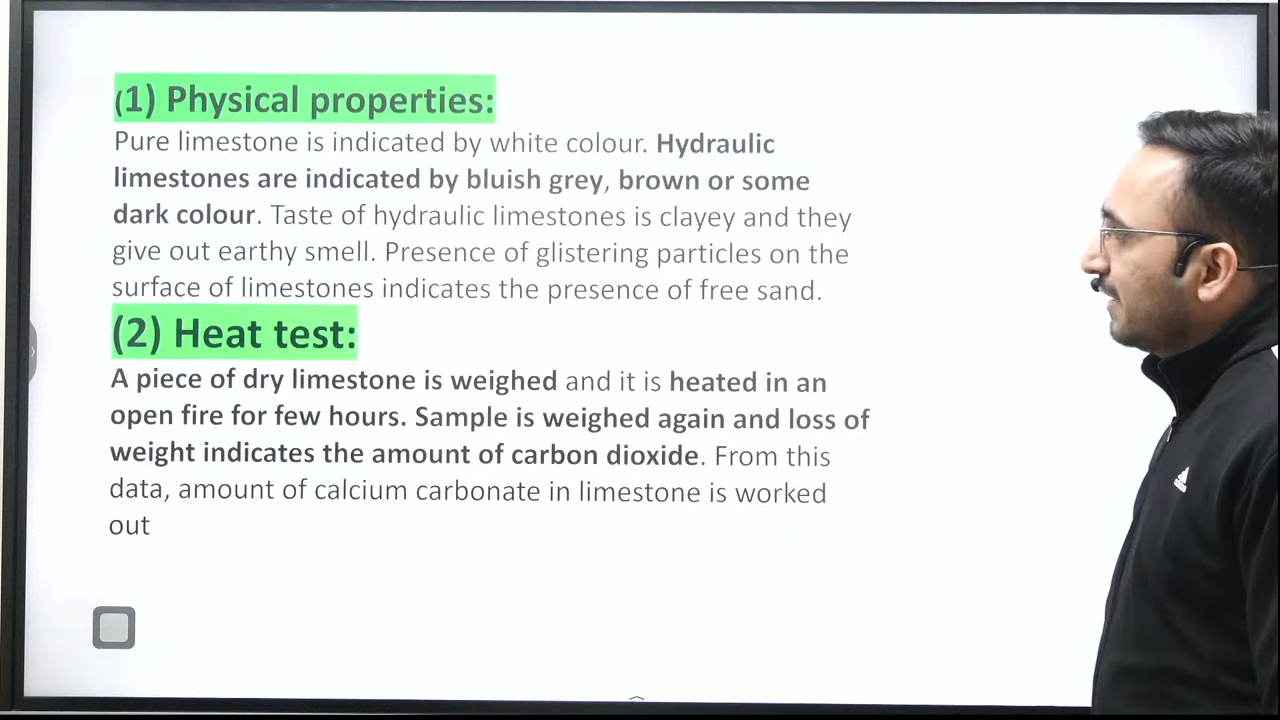 (1) Physical properties:
Pure limestone is indicated by white colour. Hydraulic
limestones are indicated by bluish grey, brown or some
dark colour. Taste of hydraulic limestones is clayey and they
give out earthy smell. Presence of glistering particles on the
surface of limestones indicates the presence of free sand.
(2) Heat test:
A piece of dry limestone is weighed and it is heated in an
open fire for few hours. Sample is weighed again and loss of
weight indicates the amount of carbon dioxide. From this
data, amount of calcium carbonate in limestone is worked
out
adidas